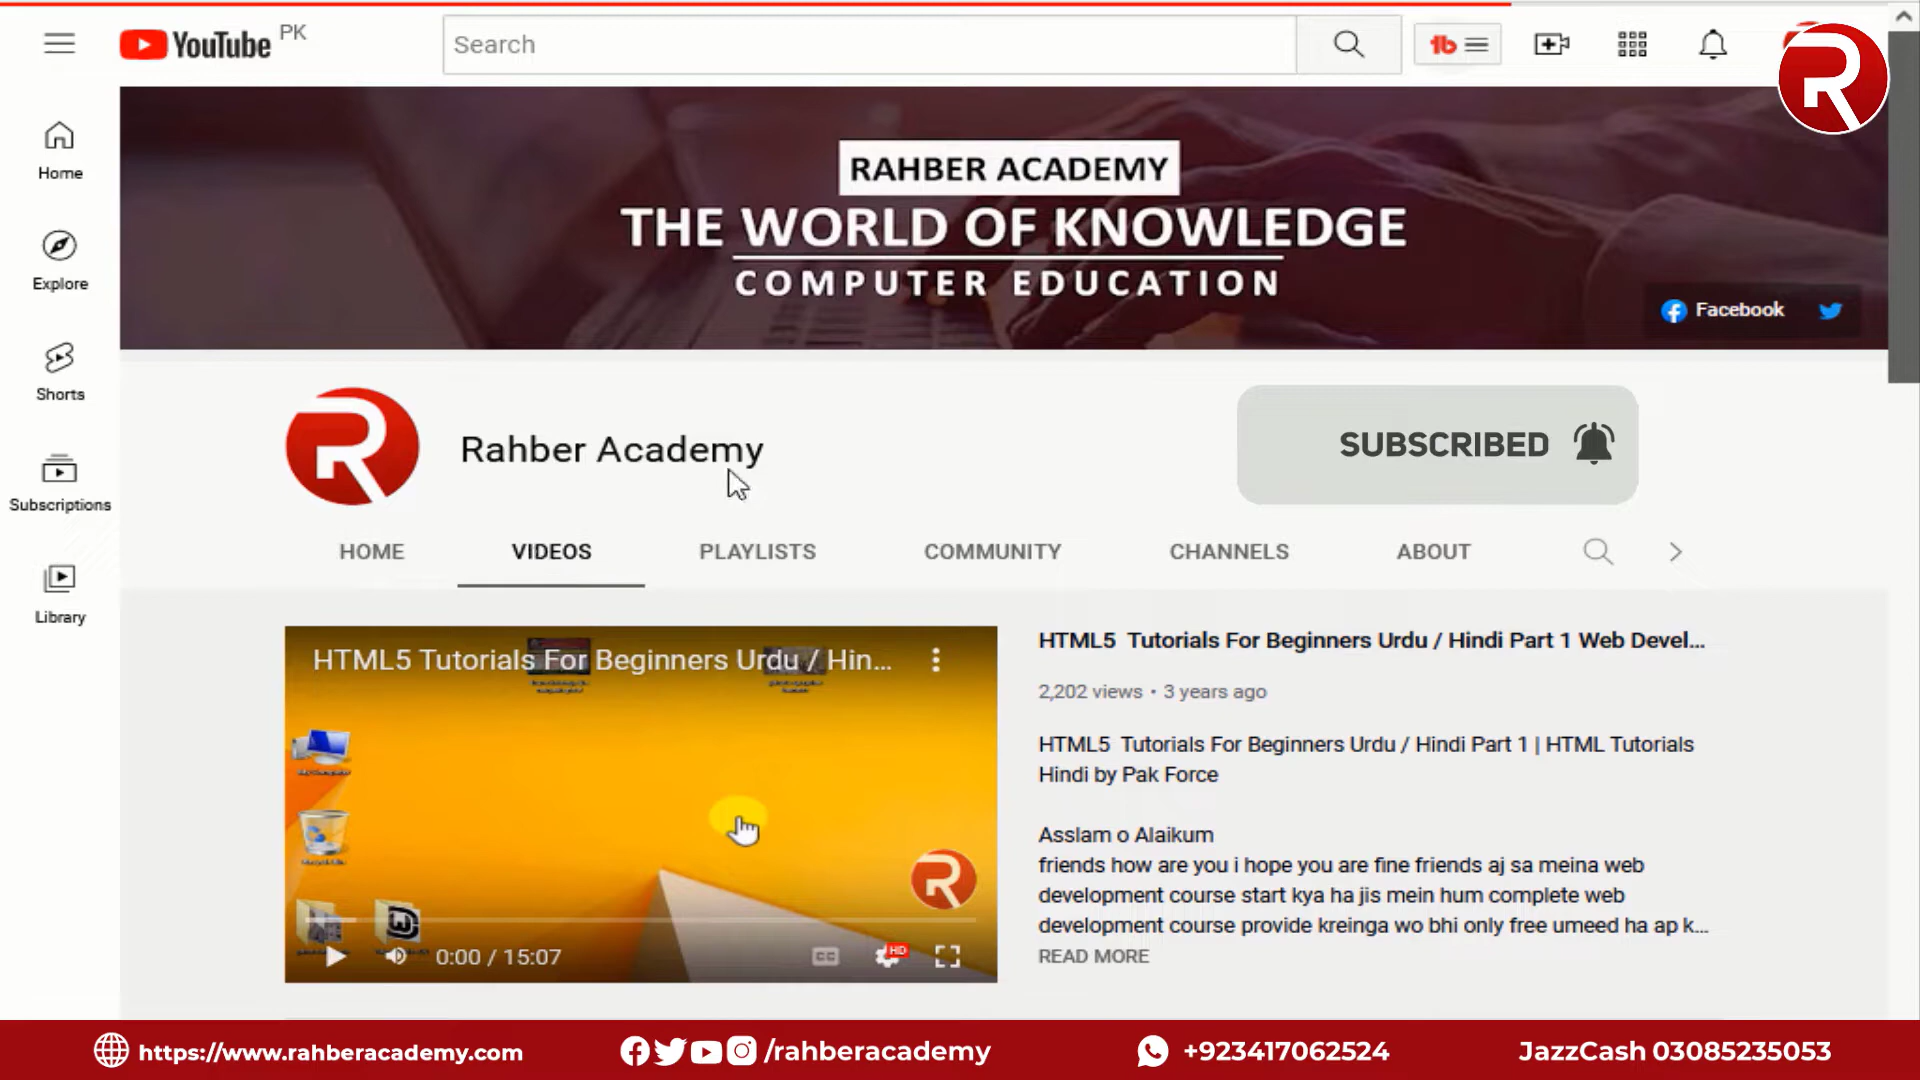 YouTube PK
Search
Home
Explore
Shorts
Subscriptions
Library
RAHBER ACADEMY
THE WORLD OF KNOWLEDGE
COMPUTER EDUCATION
Facebook
R
Rahber Academy
SUBSCRIBED
HOME VIDEOS PLAYLISTS COMMUNITY CHANNELS ABOUT
HTML5 Tutorials For Beginners Urdu / Hin...
0:00 / 15:07
CC
HD
HTML5 Tutorials For Beginners Urdu / Hindi Part 1 Web Devel...
2,202 views • 3 years ago
HTML5 Tutorials For Beginners Urdu / Hindi Part 1 | HTML Tutorials
Hindi by Pak Force
Asslam o Alaikum
friends how are you i hope you are fine friends aj sa meina web
development course start kya ha jis mein hum complete web
development course provide kreinga wo bhi only free umeed ha ap k...
READ MORE
https://www.rahberacademy.com
/rahberacademy
+923417062524
JazzCash 03085235053